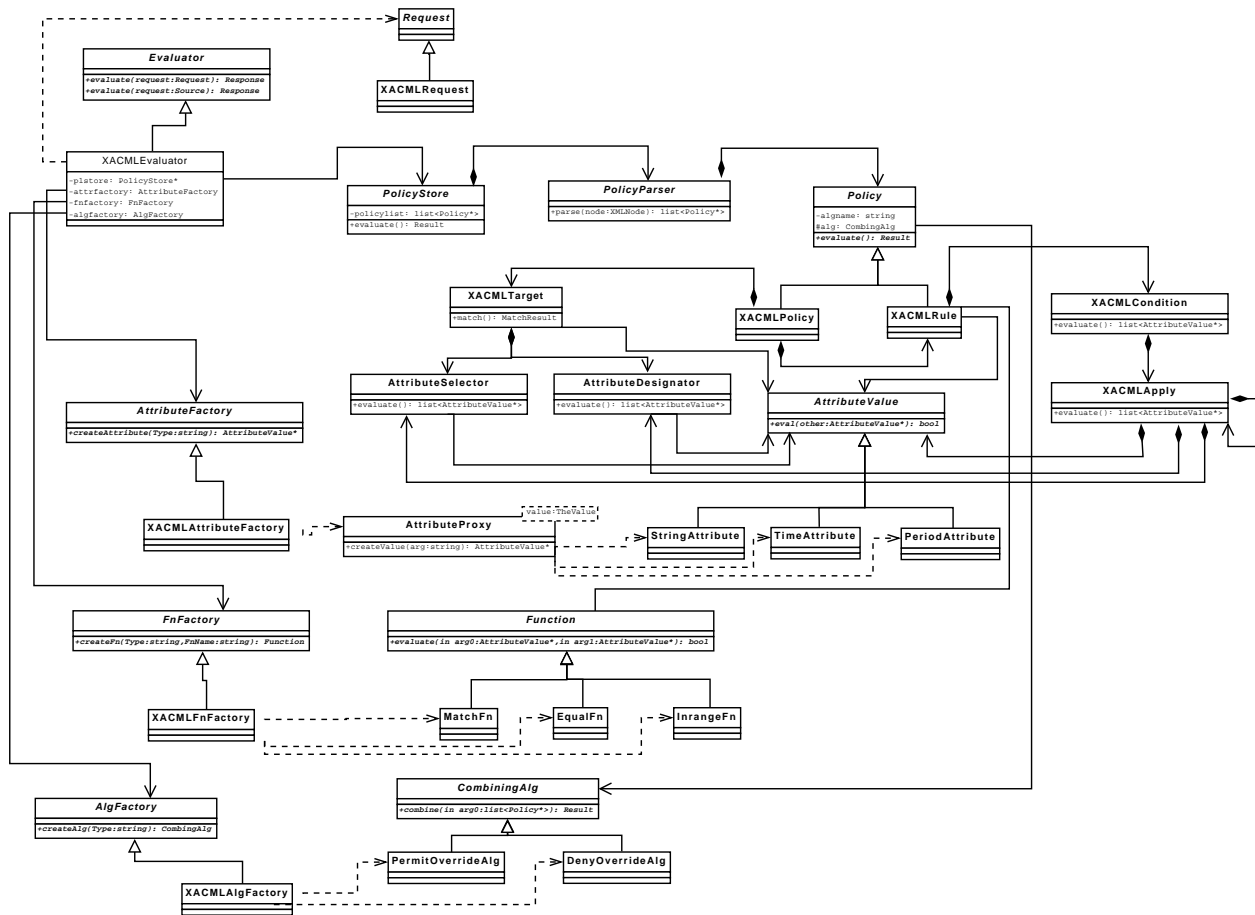 Request
Evaluator
+evaluate(request:Request): Response
+evaluate(request:Source): Response
XACMLRequest
XACMLEvaluator
-plstore: PolicyStore*
-attrfactory: AttributeFactory
-fnfactory: FnFactory
-algfactory: AlgFactory
PolicyStore
-policylist: list<Policy*>
+evaluate(): Result
PolicyParser
+parse(node:XMLNode): list<Policy*>
Policy
-algname: string
#alg: CombingAlg
+evaluate(): Result
XACMLTarget
+match(): MatchResult
XACMLPolicy
XACMLRule
XACMLCondition
+evaluate(): list<AttributeValue*>
AttributeSelector
+evaluate(): list<AttributeValue*>
AttributeDesignator
+evaluate(): list<AttributeValue*>
AttributeValue
+eval(other:AttributeValue*): bool
XACMLApply
+evaluate(): list<AttributeValue*>
AttributeFactory
+createAttribute(Type:string): AttributeValue*
XACMLAttributeFactory
AttributeProxy
value:TheValue
+createValue(arg:string): AttributeValue*
StringAttribute
TimeAttribute
PeriodAttribute
FnFactory
+createFn(Type:string,FnName:string): Function
Function
+evaluate(in arg0:AttributeValue*,in arg1:AttributeValue*): bool
XACMLFnFactory
MatchFn
EqualFn
InrangeFn
AlgFactory
+createAlg(Type:string): CombingAlg
CombiningAlg
+combine(in arg0:list<Policy*>): Result
XACMLAlgFactory
PermitOverrideAlg
DenyOverrideAlg